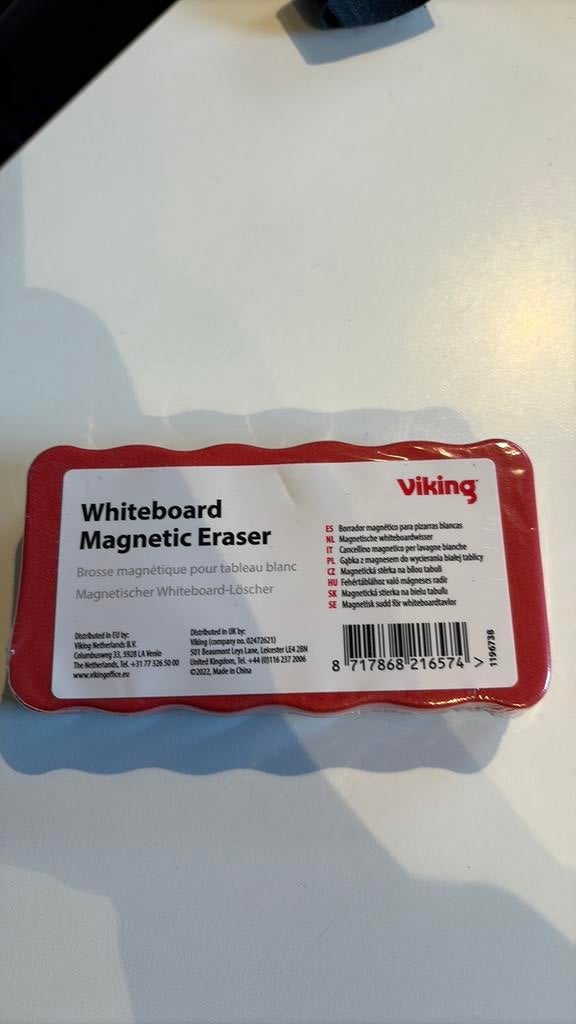 Viking
Whiteboard
Magnetic Eraser
Brosse magnétique pour tableau blanc
Magnetischer Whiteboard-Löscher
ES Borrador magnético para pizarras blancas
NL Magnetische whiteboardwisser
IT Cancellino magnetico per lavagne bianche
PL Gąbka z magnesem do wycierania białej tablicy
CZ Magnetická stěrka na bílou tabuli
HU Fehértáblához való mágneses radír
SK Magnetická stierka na bielu tabuľu
SE Magnetisk sudd för whiteboardtavlor
Distributed in EU by:
Viking Netherlands B.V.
Columbusweg 33, 5928 LA Venlo
The Netherlands, Tel. +31 77 326 50 00
www.vikingoffice.eu
Distributed in UK by:
Viking (company no. 02472621)
501 Beaumont Leys Lane, Leicester LE4 2BN
United Kingdom, Tel. +44 (0)116 237 2006
©2022, Made in China
8 717868 216574 >
1196738